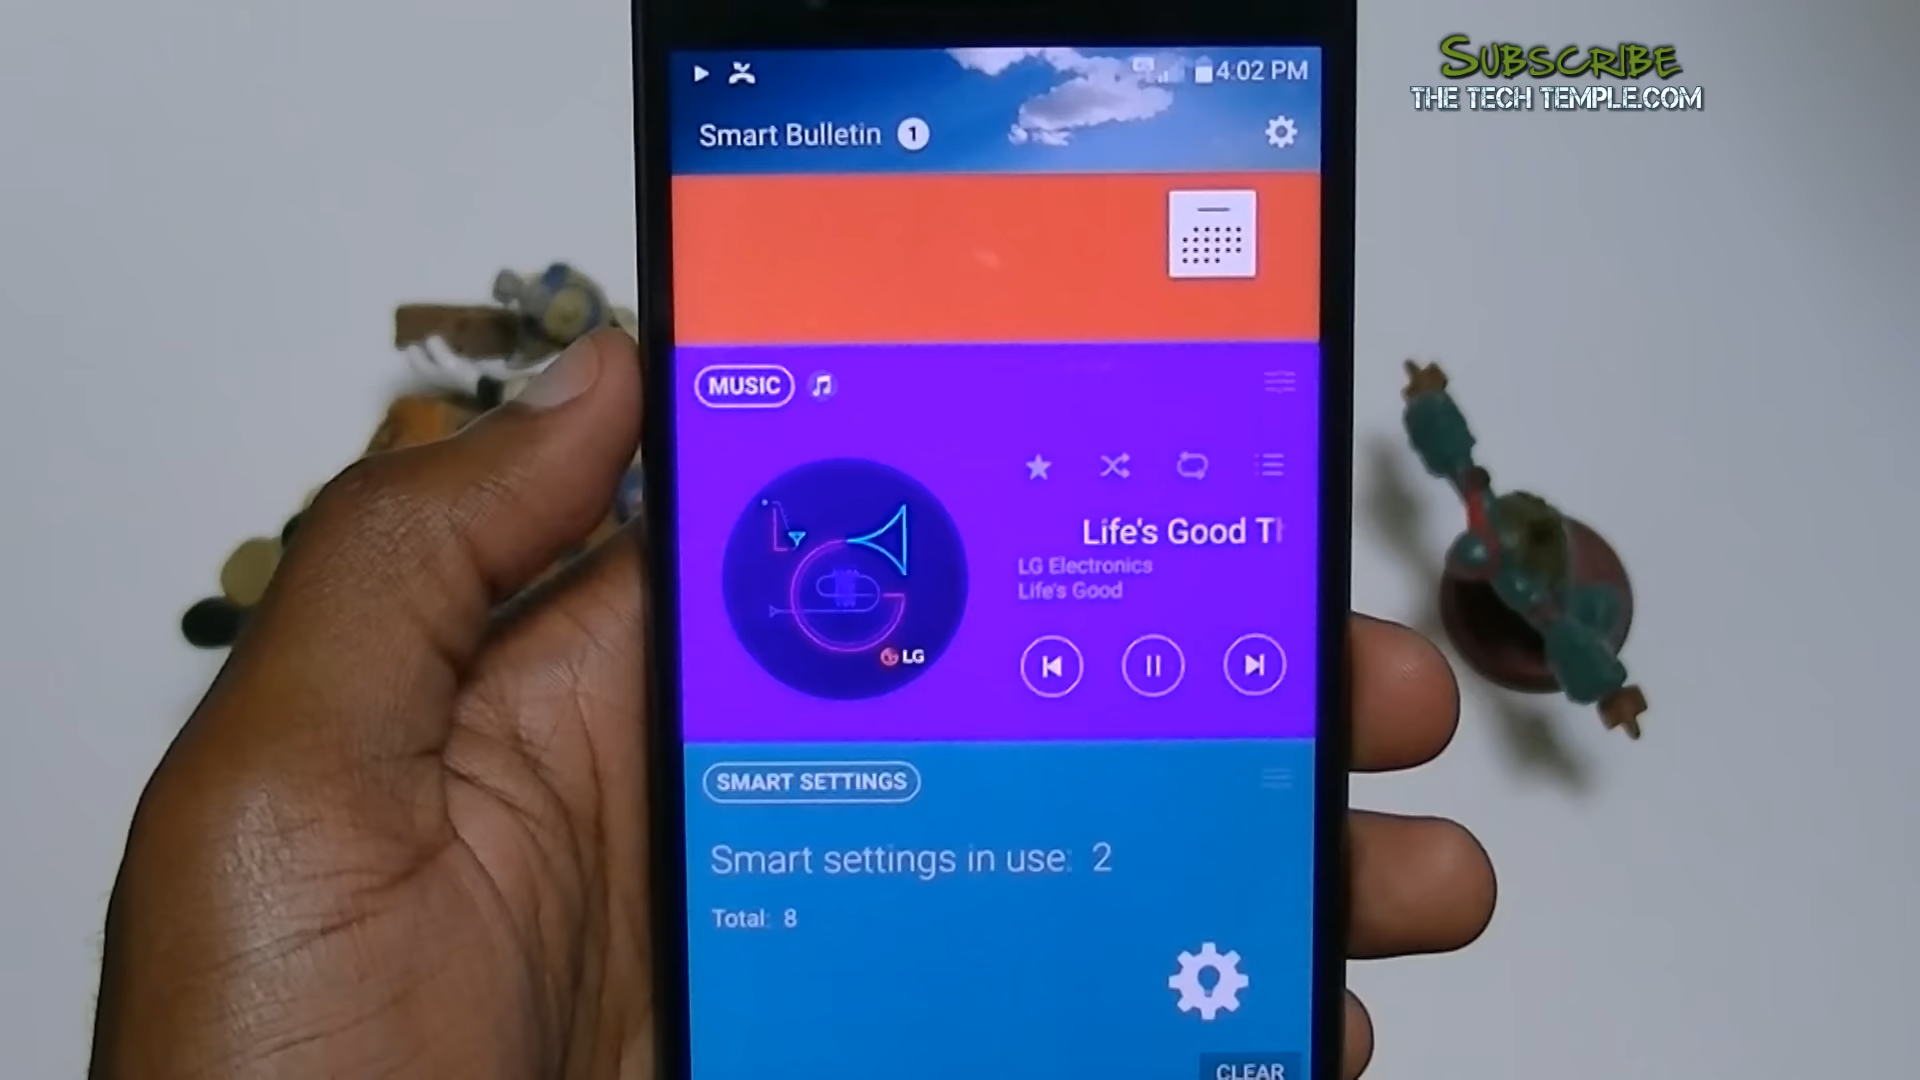 SUBSCRIBE
THE TECH TEMPLE.COM
4:02 PM
Smart Bulletin 1
MUSIC
Life's Good Th
LG Electronics
Life's Good
LG
SMART SETTINGS
Smart settings in use: 2
Total: 8
CLEAR